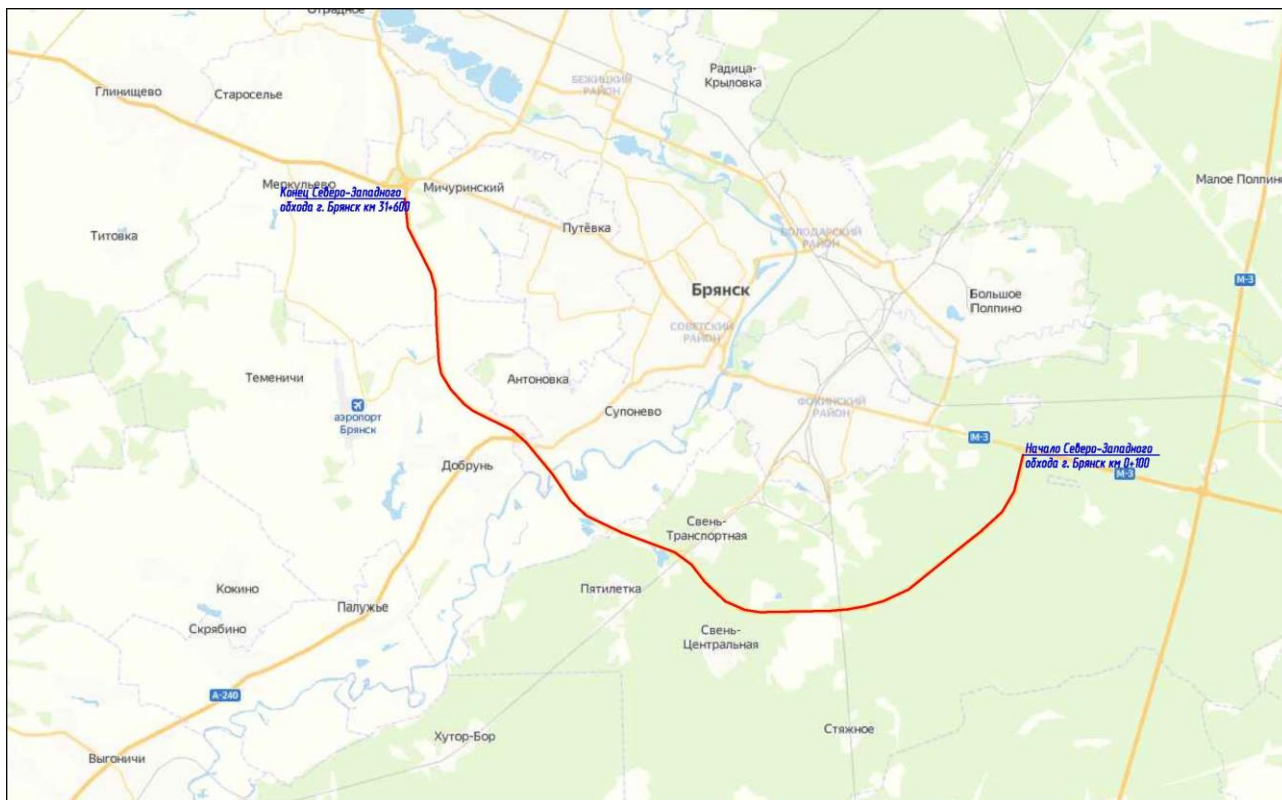 Отрадное
БЕЖИЦКИЙ
РАЙОН
Радица-
Крыловка
Глинищево
Староселье
Меркульево
Мичуринский
Малое Полпино
Конец Северо-Западного
обхода г. Брянск км 31+600
Титовка
Путёвка
ВОЛОДАРСКИЙ
РАЙОН
М-3
Брянск
Большое
Полпино
СОВЕТСКИЙ
РАЙОН
Теменичи
Антоновка
аэропорт
Брянск
Супонево
ФОКИНСКИЙ
РАЙОН
М-3
Начало Северо-Западного
обхода г. Брянск км 0+100
М-3
Добрунь
Свень-
Транспортная
Кокино
Пятилетка
Палужье
Скрябино
Свень-
Центральная
А-240
Хутор-Бор
Стяжное
Выгоничи